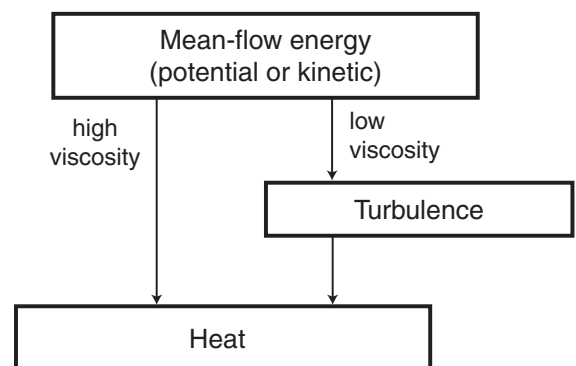 Mean-flow energy
(potential or kinetic)
high
viscosity
low
viscosity
Turbulence
Heat